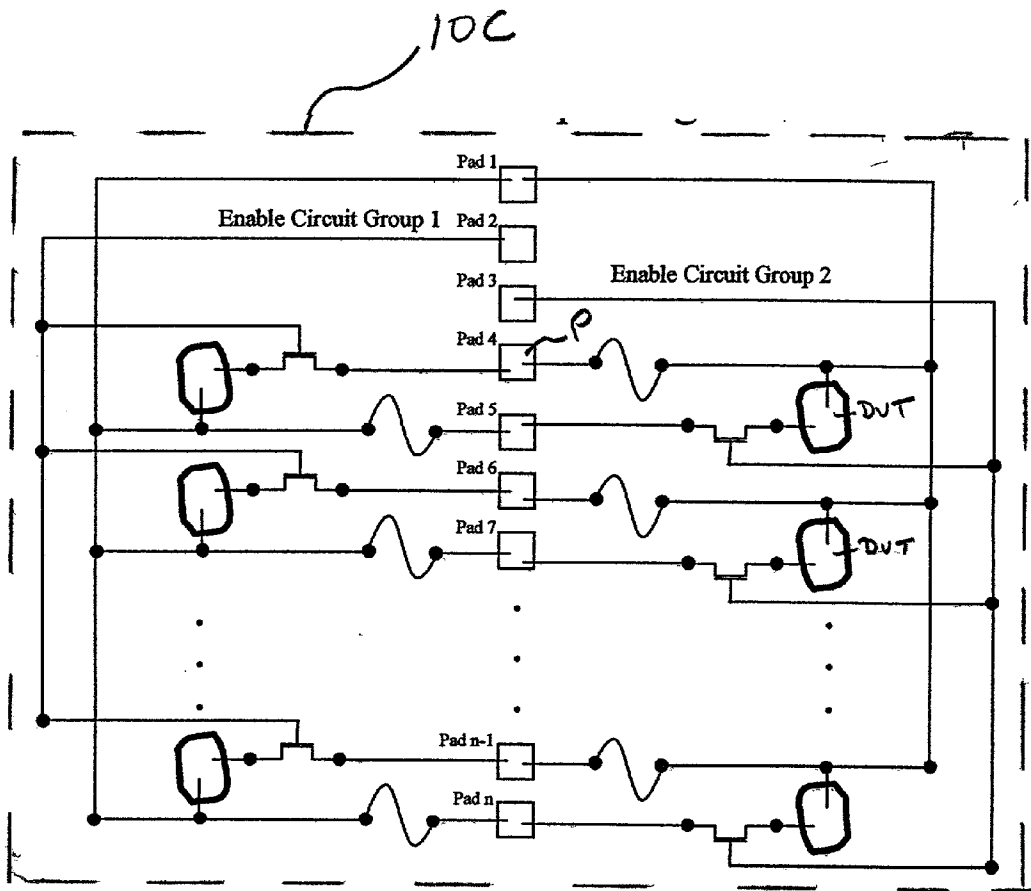 10C
Pad 1
Enable Circuit Group 1
Pad 2
Pad 3
Enable Circuit Group 2
Pad 4
P
DUT
Pad 5
Pad 6
Pad 7
DUT
Pad n-1
Pad n